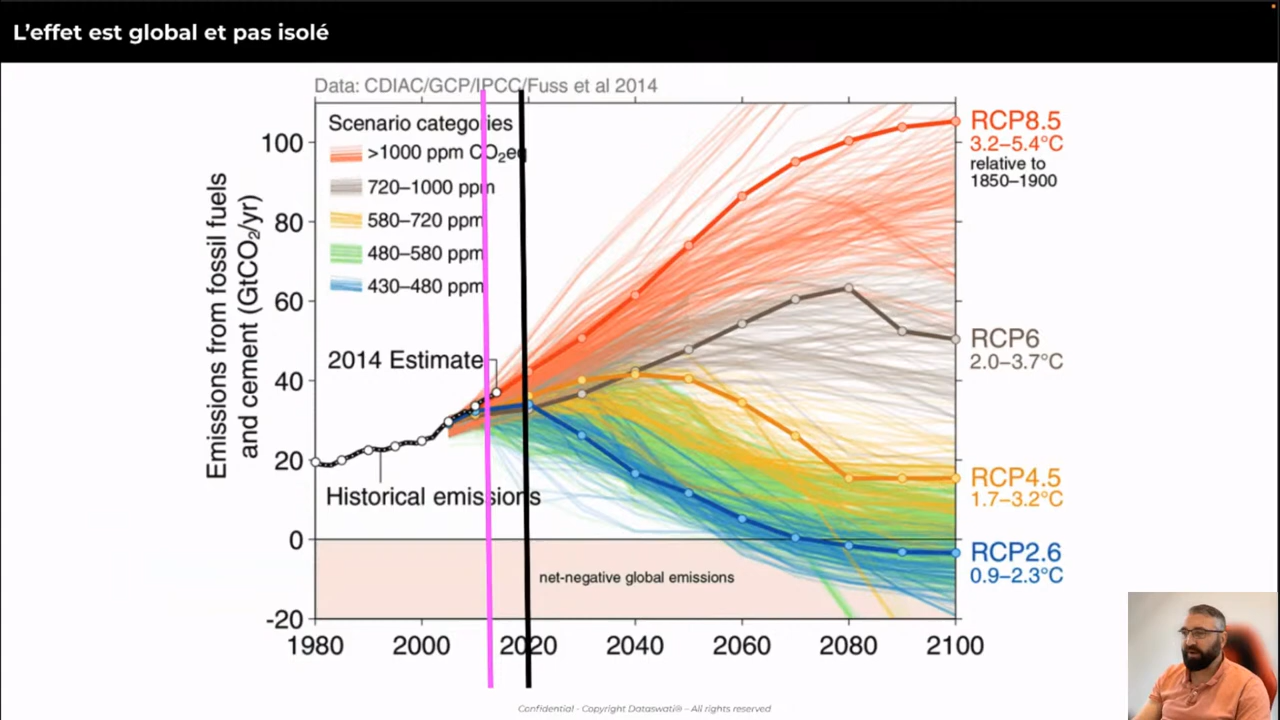 L'effet est global et pas isolé
Data: CDIAC/GCP/IPCC/Fuss et al 2014
Scenario categories
>1000 ppm CO₂eq
720–1000 ppm
580–720 ppm
480–580 ppm
430–480 ppm
2014 Estimate
Historical emissions
net-negative global emissions
Emissions from fossil fuels
and cement (GtCO₂/yr)
100
80
60
40
20
0
-20
1980
2000
2020
2040
2060
2080
2100
RCP8.5
3.2–5.4°C
relative to
1850–1900
RCP6
2.0–3.7°C
RCP4.5
1.7–3.2°C
RCP2.6
0.9–2.3°C
Confidential - Copyright Dataswati® - All rights reserved